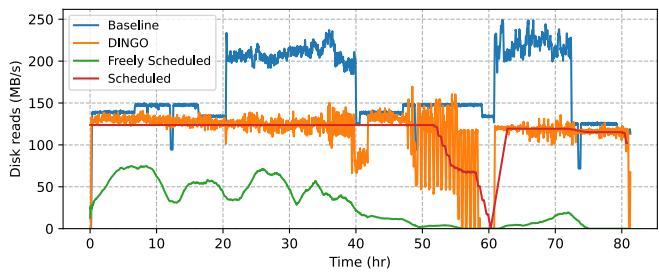 Baseline
DINGO
Freely Scheduled
Scheduled
Disk reads (MB/s)
250
200
150
100
50
0
0 10 20 30 40 50 60 70 80
Time (hr)